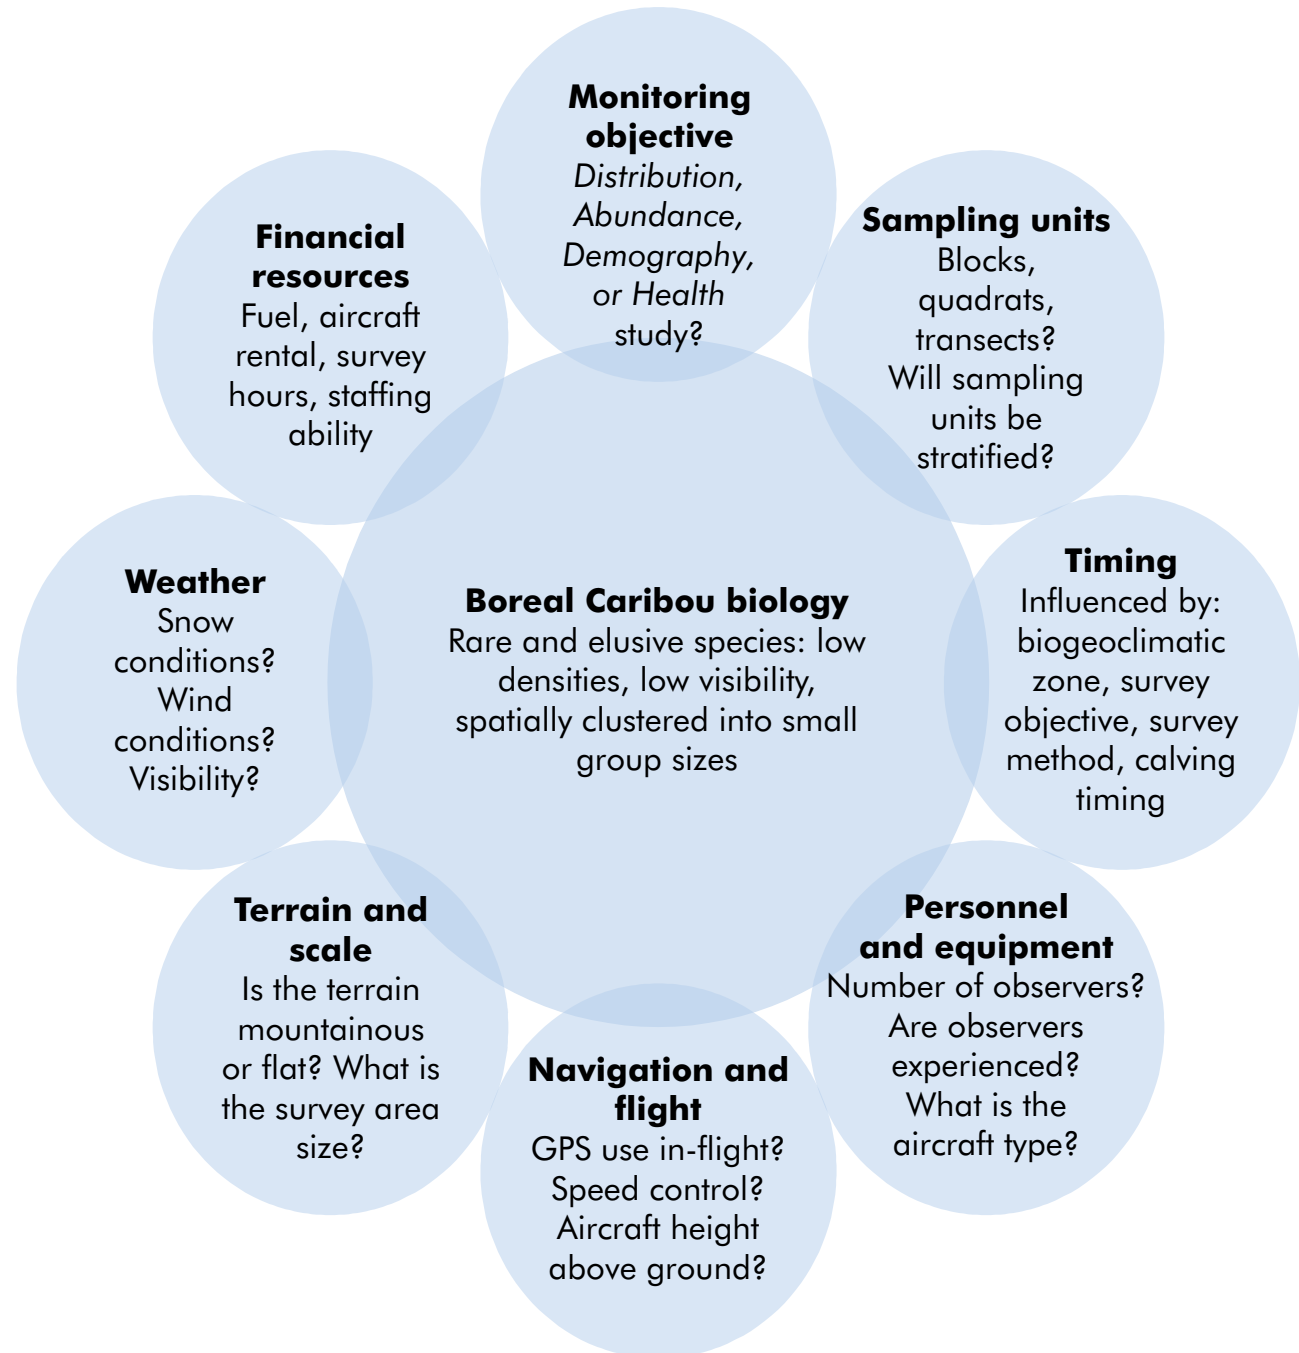 Monitoring
objective
Distribution,
Abundance,
Demography,
or Health
study?
Sampling units
Blocks,
quadrats,
transects?
Will sampling
units be
stratified?
Timing
Influenced by:
biogeoclimatic
zone, survey
objective, survey
method, calving
timing
Personnel
and equipment
Number of observers?
Are observers
experienced?
What is the
aircraft type?
Navigation and
flight
GPS use in-flight?
Speed control?
Aircraft height
above ground?
Terrain and
scale
Is the terrain
mountainous
or flat? What is
the survey area
size?
Weather
Snow
conditions?
Wind
conditions?
Visibility?
Financial
resources
Fuel, aircraft
rental, survey
hours, staffing
ability
Boreal Caribou biology
Rare and elusive species: low
densities, low visibility,
spatially clustered into small
group sizes